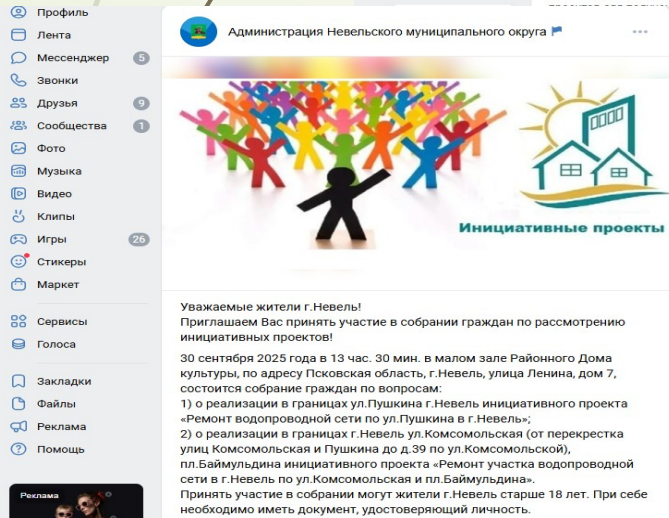 Профиль
Лента
Мессенджер 5
Звонки
Друзья 9
Сообщества 1
Фото
Музыка
Видео
Клипы
Игры 26
Стикеры
Маркет
Сервисы
Голоса
Закладки
Файлы
Реклама
Помощь
Реклама
Администрация Невельского муниципального округа
Инициативные проекты
Уважаемые жители г.Невель!
Приглашаем Вас принять участие в собрании граждан по рассмотрению
инициативных проектов!
30 сентября 2025 года в 13 час. 30 мин. в малом зале Районного Дома
культуры, по адресу Псковская область, г.Невель, улица Ленина, дом 7,
состоится собрание граждан по вопросам:
1) о реализации в границах ул.Пушкина г.Невель инициативного проекта
«Ремонт водопроводной сети по ул.Пушкина в г.Невель»;
2) о реализации в границах г.Невель ул.Комсомольская (от перекрестка
улиц Комсомольская и Пушкина до д.39 по ул.Комсомольской),
пл.Баймульдина инициативного проекта «Ремонт участка водопроводной
сети в г.Невель по ул.Комсомольская и пл.Баймульдина».
Принять участие в собрании могут жители г.Невель старше 18 лет. При себе
необходимо иметь документ, удостоверяющий личность.